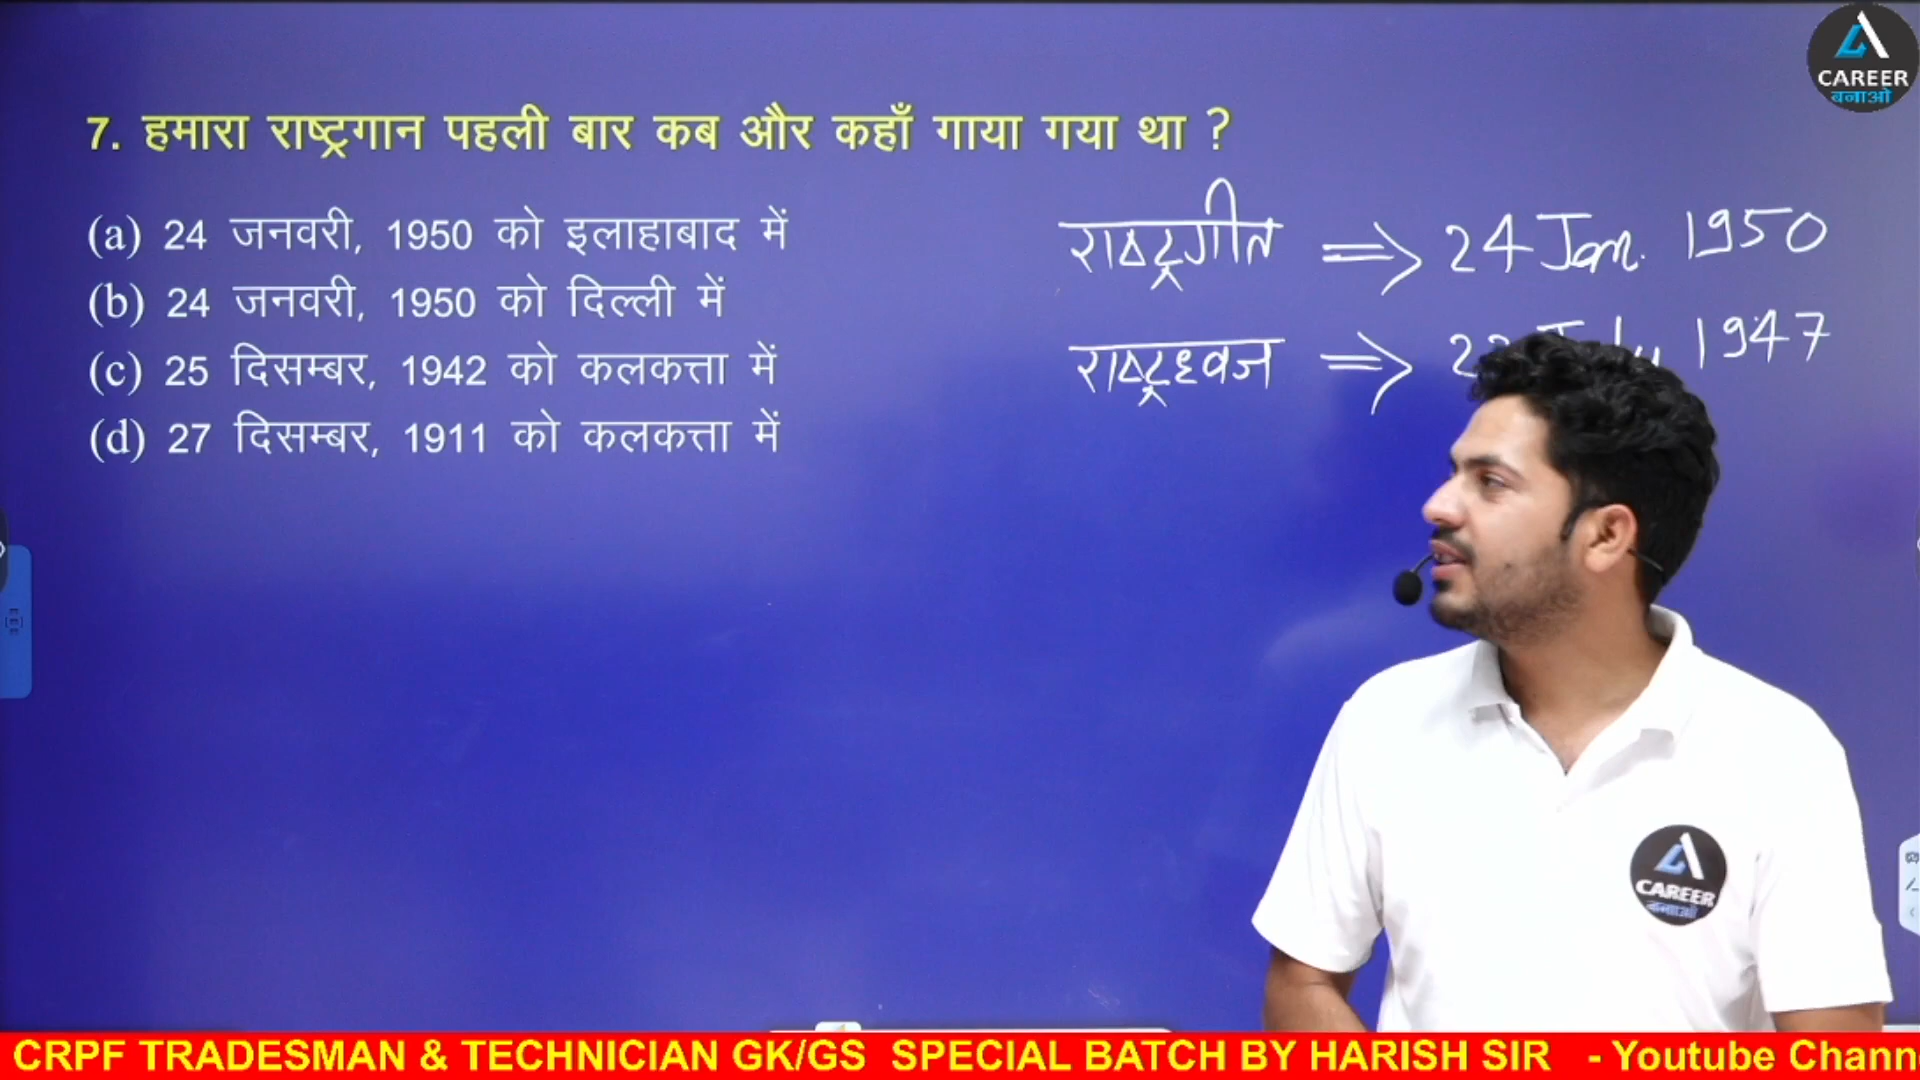 CAREER
बनाओ
7. हमारा राष्ट्रगान पहली बार कब और कहाँ गाया गया था ?
(a) 24 जनवरी, 1950 को इलाहाबाद में
(b) 24 जनवरी, 1950 को दिल्ली में
(c) 25 दिसम्बर, 1942 को कलकत्ता में
(d) 27 दिसम्बर, 1911 को कलकत्ता में
राष्ट्रगीत ⇒ 24 Jan. 1950
राष्ट्रध्वज ⇒ 1947
CAREER
बनाओ
CRPF TRADESMAN & TECHNICIAN GK/GS SPECIAL BATCH BY HARISH SIR - Youtube Chann